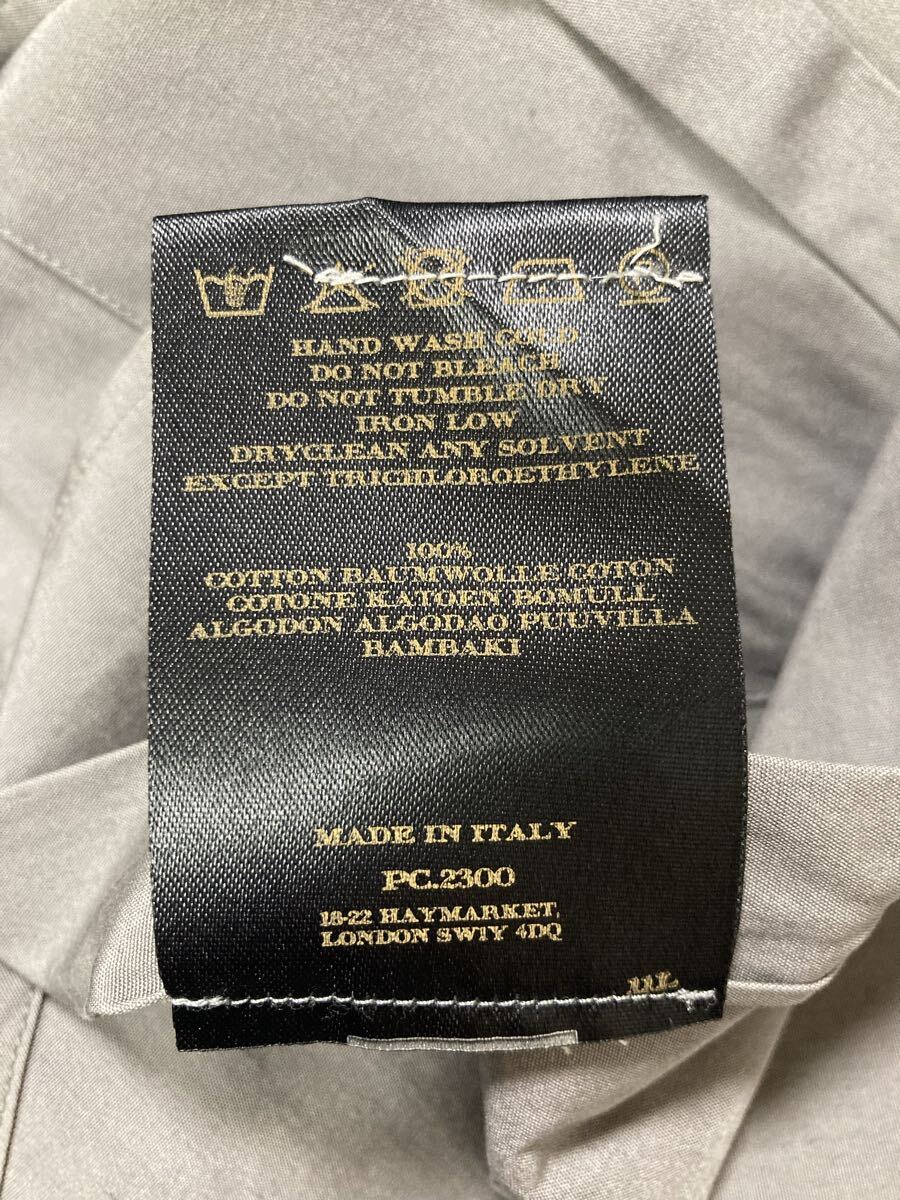 HAND WASH COLD
DO NOT BLEACH
DO NOT TUMBLE DRY
IRON LOW
DRYCLEAN ANY SOLVENT
EXCEPT TRICHLOROETHYLENE
100%
COTTON BAUMWOLLE COTON
COTONE KATOEN BOMULL
ALGODON ALGODAO PUUVILLA
BAMBAKI
MADE IN ITALY
PC.2300
18-22 HAYMARKET,
LONDON SW1Y 4DQ